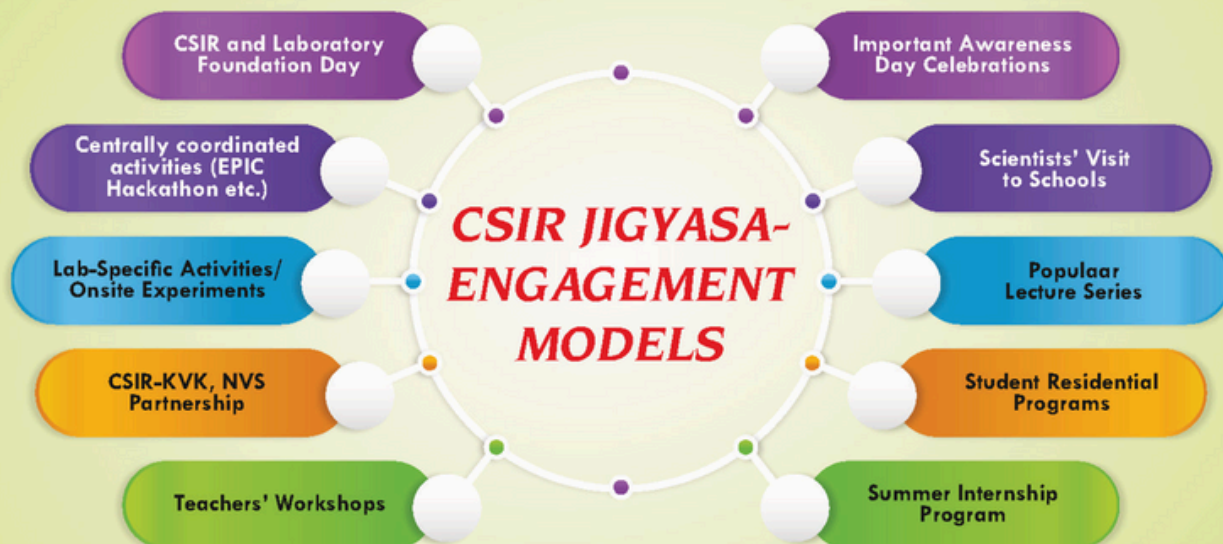 CSIR and Laboratory
Foundation Day
Important Awareness
Day Celebrations
Centrally coordinated
activities (EPIC
Hackathon etc.)
Scientists' Visit
to Schools
CSIR JIGYASA-
ENGAGEMENT
MODELS
Lab-Specific Activities/
Onsite Experiments
Populaar
Lecture Series
CSIR-KVK, NVS
Partnership
Student Residential
Programs
Teachers' Workshops
Summer Internship
Program